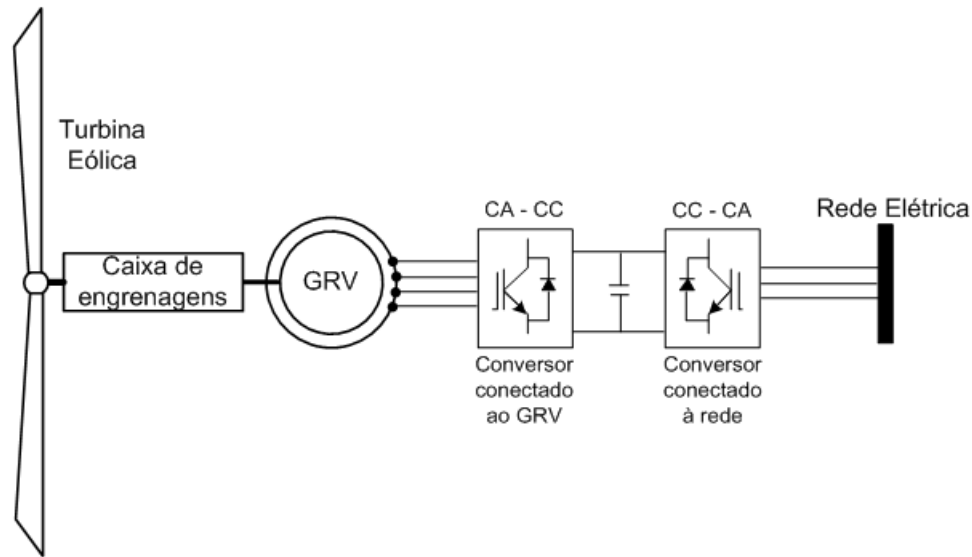 Turbina
Eólica
Caixa de
engrenagens
GRV
CA - CC
Conversor
conectado
ao GRV
CC - CA
Conversor
conectado
à rede
Rede Elétrica